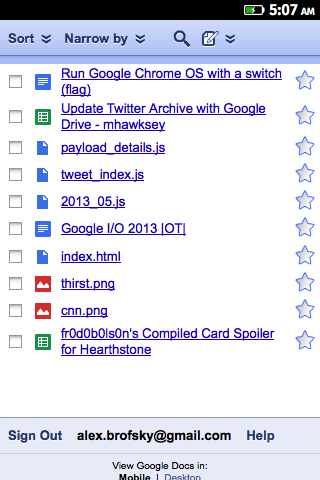 5:07 AM
Sort Narrow by
Run Google Chrome OS with a switch
(flag)
Update Twitter Archive with Google
Drive - mhawksey
payload_details.js
tweet_index.js
2013_05.js
Google I/O 2013 |OT|
index.html
thirst.png
cnn.png
fr0d0b0ls0n's Compiled Card Spoiler
for Hearthstone
Sign Out alex.brofsky@gmail.com Help
View Google Docs in:
Mobile | Desktop